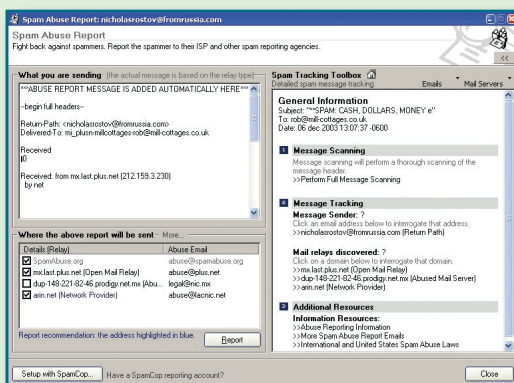 Spam Abuse Report: nicholasrostov@fromrussia.com
Spam Abuse Report
Fight back against spammers. Report the spammer to their ISP and other spam reporting agencies.
<<
What you are sending (the actual message is based on the relay type)
***ABUSE REPORT MESSAGE IS ADDED AUTOMATICALLY HERE***
--begin full headers--
Return-Path: <nicholasrostov@fromrussia.com>
Delivered-To: mi_plusn-millcottages-rob@mill-cottages.co.uk
Received
Received: from mx.last.plus.net (212.159.3.230)
by net
Where the above report will be sent - More...
Details (Relay) Abuse Email
SpamAbuse.org abuse@spamabuse.org
mx.last.plus.net (Open Mail Relay) abuse@plus.net
dup-148-221-82-46.prodigy.net.mx (Abu... legal@nic.mx
arin.net (Network Provider) abuse@lacnic.net
Report recommendation: the address highlighted in blue.
Report
Spam Tracking Toolbox
Detailed spam message tracking
Emails
Mail Servers
General Information
Subject: "**SPAM: CASH, DOLLARS, MONEY e"
To: rob@mill-cottages.co.uk
Date: 06 dec 2003 13:07:37 -0600
Message Scanning
Message scanning will perform a thorough scanning of the
message header.
>>Perform Full Message Scanning
Message Tracking
Message Sender: ?
Click an email address below to interrogate that address.
>>nicholasrostov@fromrussia.com (Return Path)
Mail relays discovered: ?
Click on a domain below to interrogate that domain.
>>mx.last.plus.net (Open Mail Relay)
>>dup-148-221-82-46.prodigy.net.mx (Abused Mail Server)
>>arin.net (Network Provider)
Additional Resources
Information Resources:
>>Abuse Reporting Information
>>More Spam Abuse Report Emails
>>International and United States Spam Abuse Laws
Setup with SpamCop...
Have a SpamCop reporting account?
Close